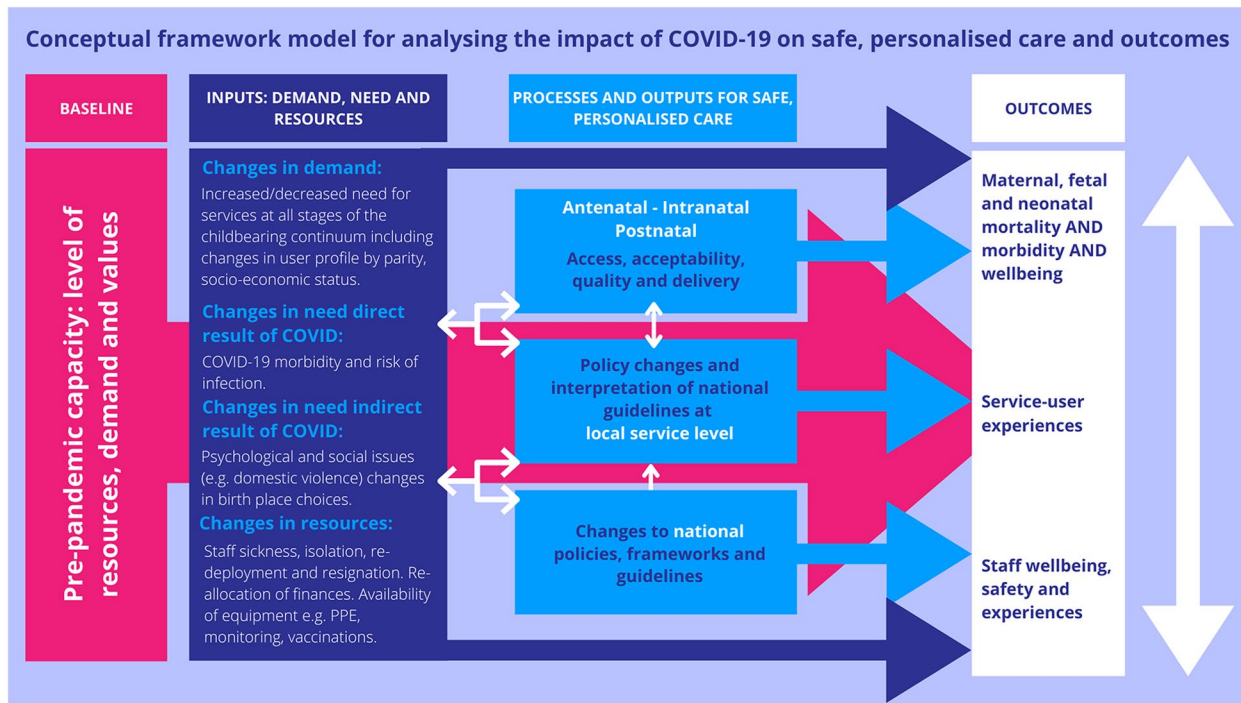 Conceptual framework model for analysing the impact of COVID-19 on safe, personalised care and outcomes
BASELINE
Pre-pandemic capacity: level of
resources, demand and values
INPUTS: DEMAND, NEED AND
RESOURCES
Changes in demand:
Increased/decreased need for
services at all stages of the
childbearing continuum including
changes in user profile by parity,
socio-economic status.
Changes in need direct
result of COVID:
COVID-19 morbidity and risk of
infection.
Changes in need indirect
result of COVID:
Psychological and social issues
(e.g. domestic violence) changes
in birth place choices.
Changes in resources:
Staff sickness, isolation, re-
deployment and resignation. Re-
allocation of finances. Availability
of equipment e.g. PPE,
monitoring, vaccinations.
PROCESSES AND OUTPUTS FOR SAFE,
PERSONALISED CARE
Antenatal - Intranatal
Postnatal
Access, acceptability,
quality and delivery
Policy changes and
interpretation of national
guidelines at
local service level
Changes to national
policies, frameworks and
guidelines
OUTCOMES
Maternal, fetal
and neonatal
mortality AND
morbidity AND
wellbeing
Service-user
experiences
Staff wellbeing,
safety and
experiences